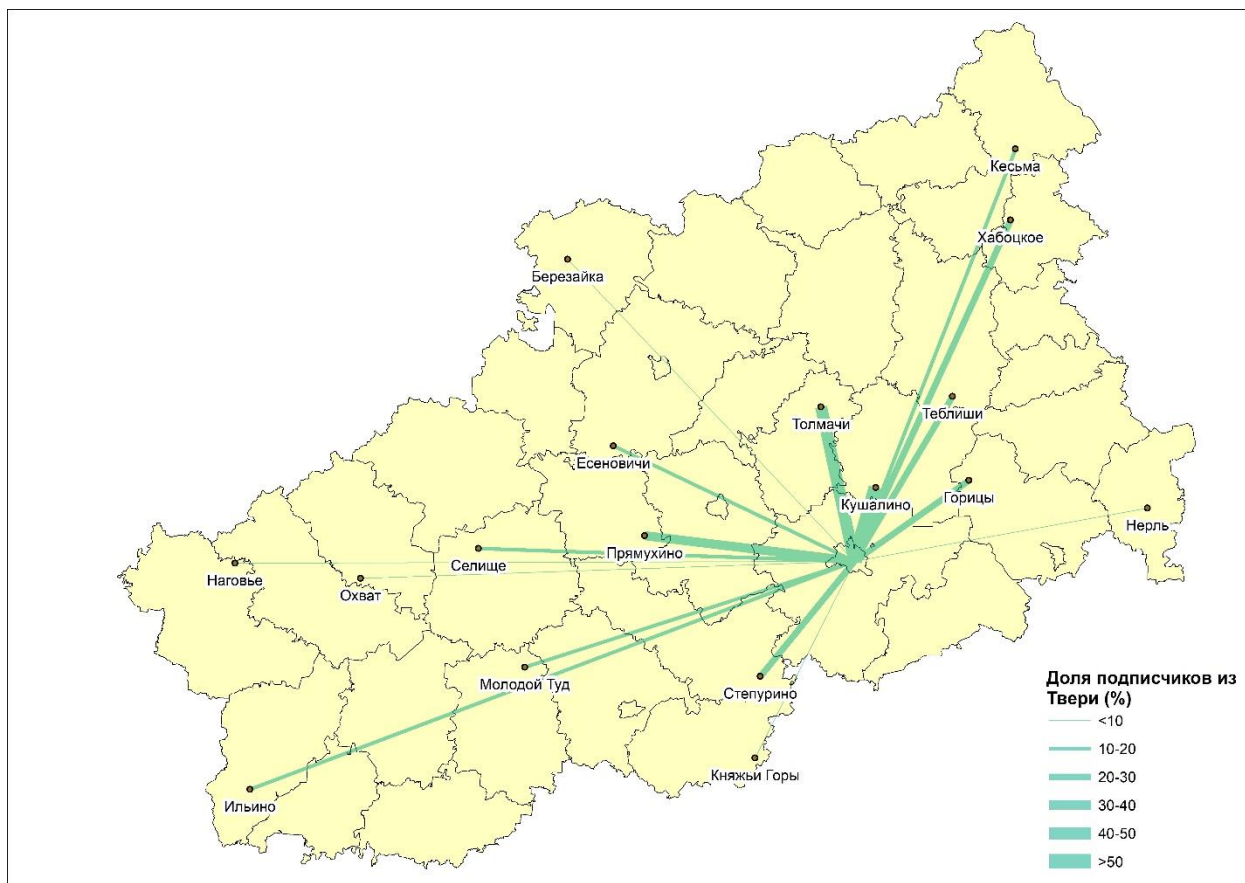 Кесьма
Хабоцкое
Березайка
Теблиши
Толмачи
Есеновичи
Горицы
Кушалино
Нерль
Прямухино
Селище
Наговье
Охват
Молодой Туд
Степурино
Княжьи Горы
Ильино
Доля подписчиков из
Твери (%)
<10
10-20
20-30
30-40
40-50
>50